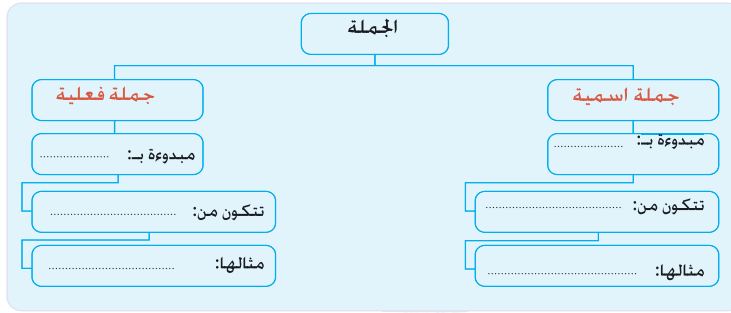 الجملة
جملة اسمية
مبدوءة بـ: .....................
تتكون من: .........................................
مثالها: .............................................
جملة فعلية
مبدوءة بـ: .....................
تتكون من: ......................................
مثالها: ......................................